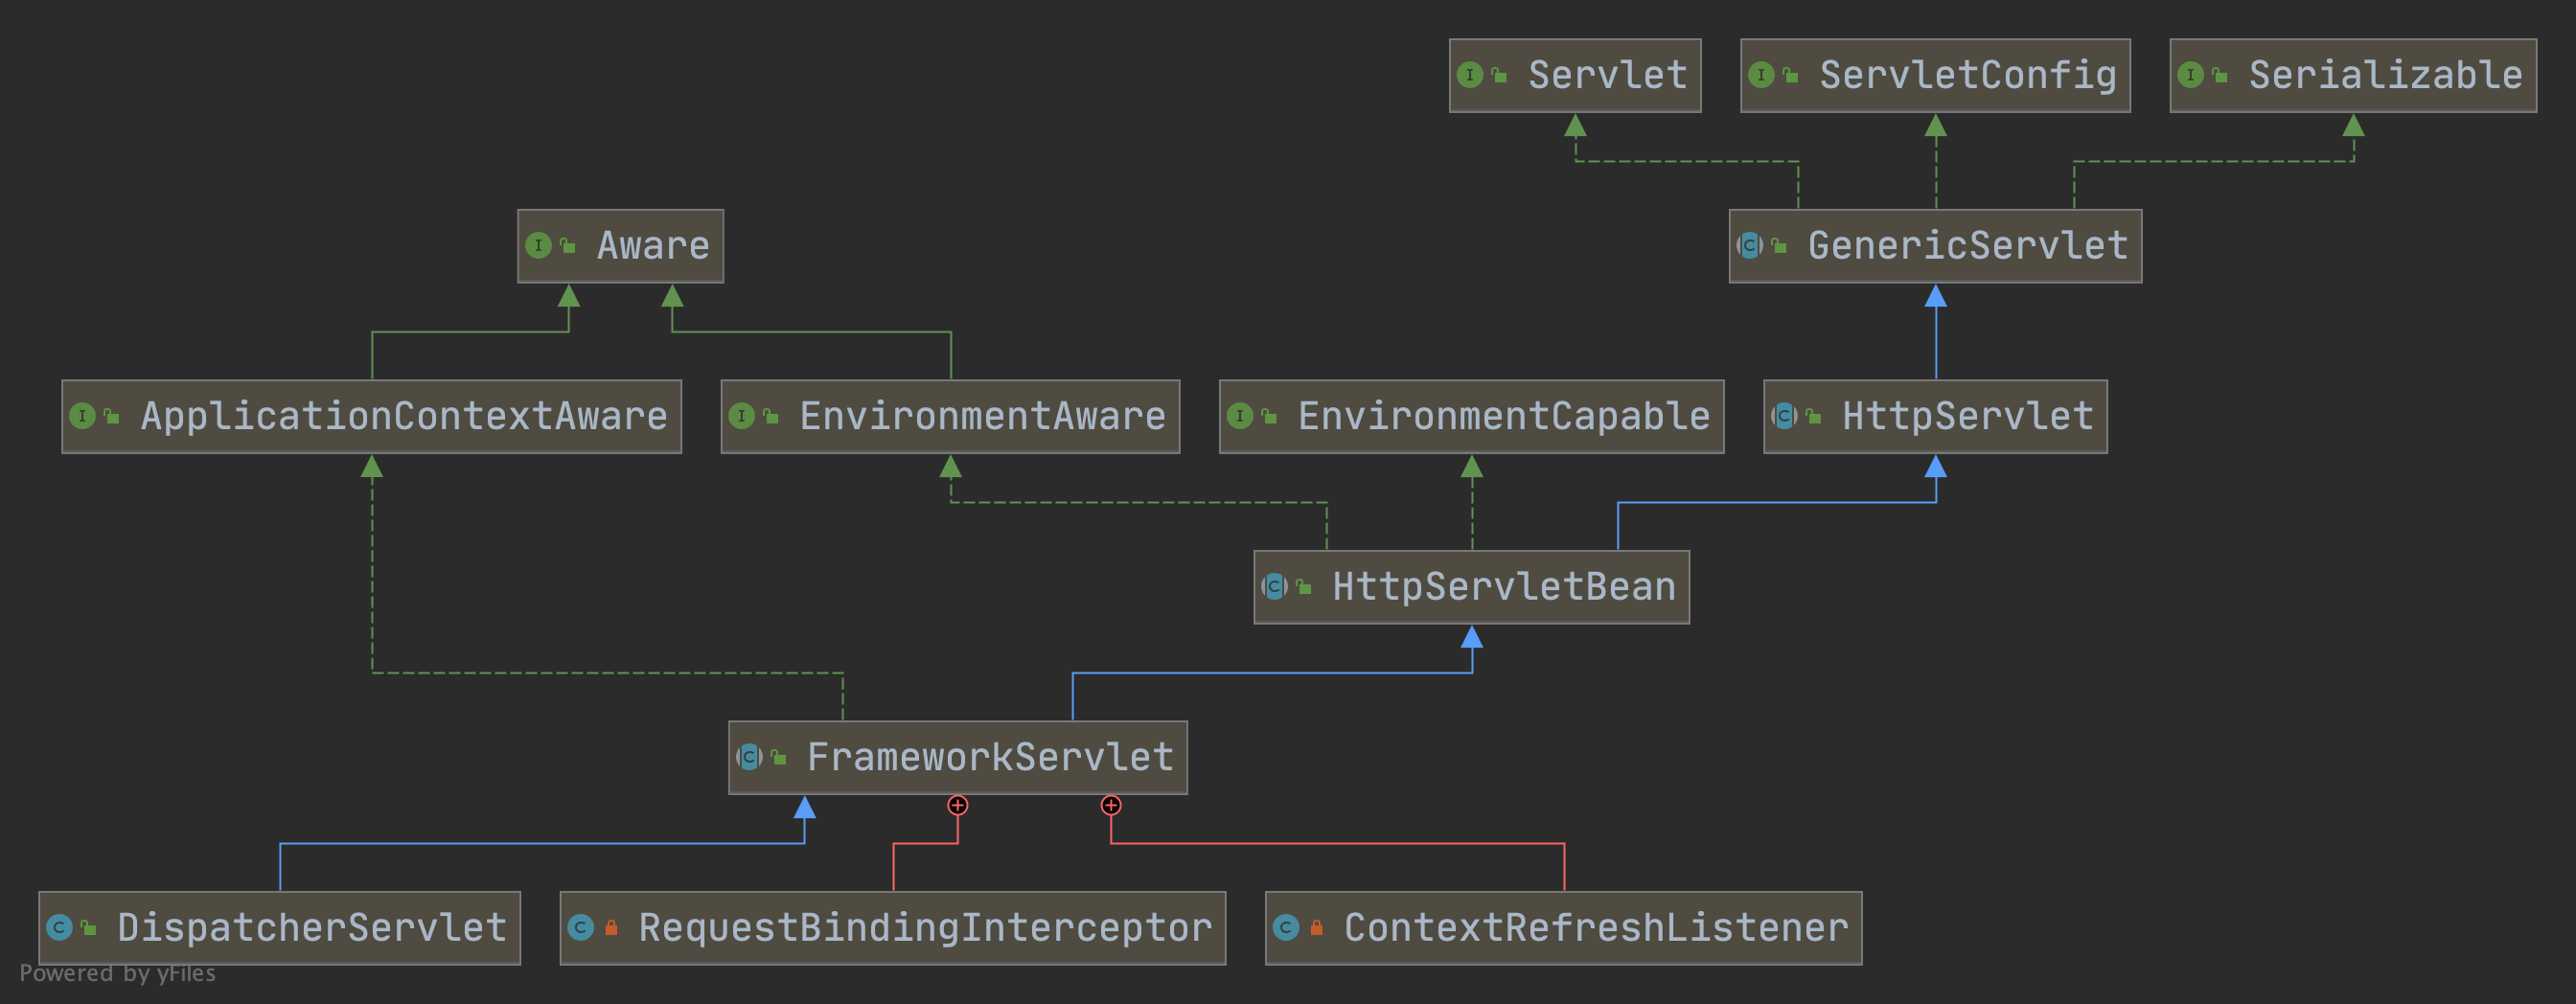 Servlet
ServletConfig
Serializable
Aware
GenericServlet
ApplicationContextAware
EnvironmentAware
EnvironmentCapable
HttpServlet
HttpServletBean
FrameworkServlet
DispatcherServlet
RequestBindingInterceptor
ContextRefreshListener
Powered by yFiles